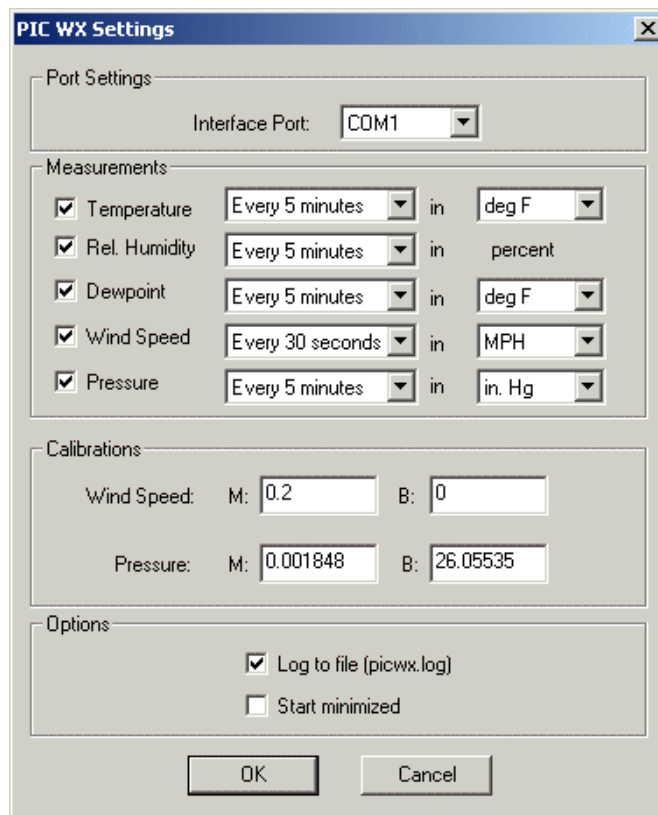 PIC WX Settings
Port Settings
Interface Port: COM1
Measurements
Temperature Every 5 minutes in deg F
Rel. Humidity Every 5 minutes in percent
Dewpoint Every 5 minutes in deg F
Wind Speed Every 30 seconds in MPH
Pressure Every 5 minutes in in. Hg
Calibrations
Wind Speed: M: 0.2 B: 0
Pressure: M: 0.001848 B: 26.05535
Options
Log to file (picwx.log)
Start minimized
OK Cancel